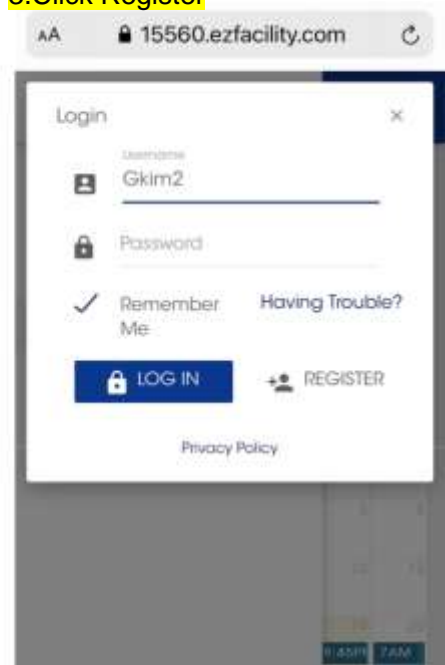 3.Click Register
AA 15560.ezfacility.com
Login ×
Username
Gkim2
Password
Remember Me Having Trouble?
LOG IN REGISTER
Privacy Policy
7AM